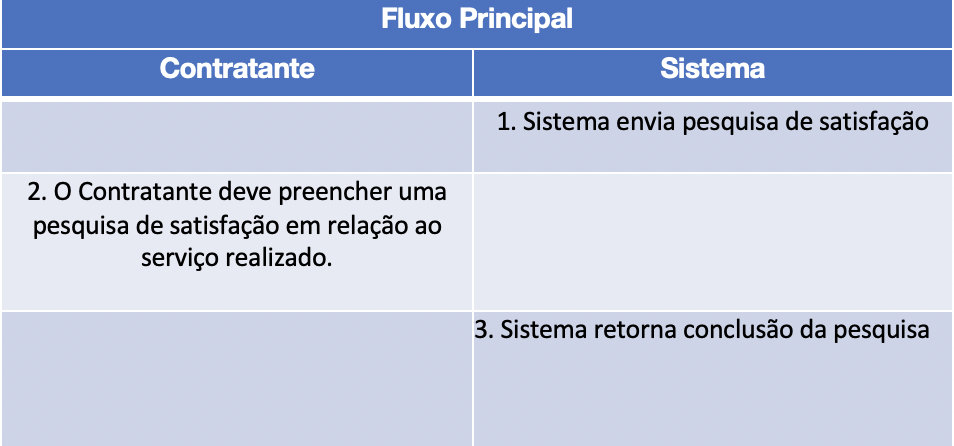 Fluxo Principal
Contratante
Sistema
1. Sistema envia pesquisa de satisfação
2. O Contratante deve preencher uma
pesquisa de satisfação em relação ao
serviço realizado.
3. Sistema retorna conclusão da pesquisa